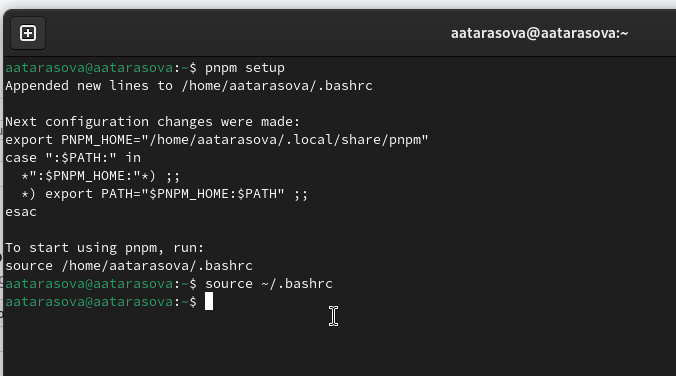 aatarasova@aatarasova:~
aatarasova@aatarasova:~$ pnpm setup
Appended new lines to /home/aatarasova/.bashrc

Next configuration changes were made:
export PNPM_HOME="/home/aatarasova/.local/share/pnpm"
case ":$PATH:" in
  *":$PNPM_HOME:"*) ;;
  *) export PATH="$PNPM_HOME:$PATH" ;;
esac

To start using pnpm, run:
source /home/aatarasova/.bashrc
aatarasova@aatarasova:~$ source ~/.bashrc
aatarasova@aatarasova:~$